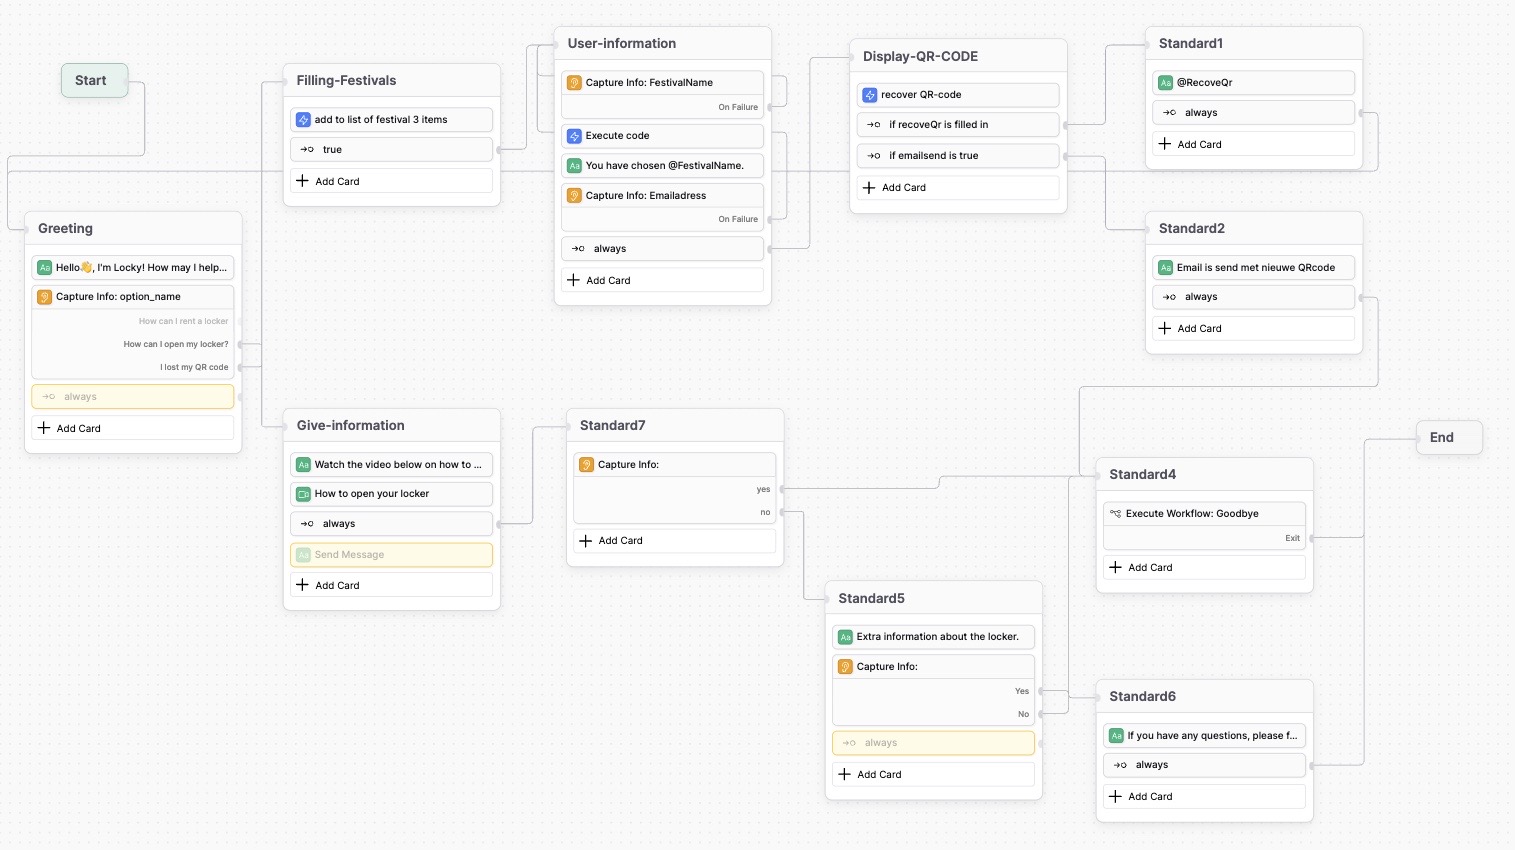 Start
Filling-Festivals
add to list of festival 3 items
true
Add Card
User-information
Capture Info: FestivalName
On Failure
Execute code
You have chosen @FestivalName.
Capture Info: Emailadress
On Failure
always
Add Card
Display-QR-CODE
recover QR-code
if recoveQr is filled in
if emailsend is true
Add Card
Standard1
@RecoveQr
always
Add Card
Greeting
Hello👋, I'm Locky! How may I help...
Capture Info: option_name
How can I rent a locker
How can I open my locker?
I lost my QR code
always
Add Card
Standard2
Email is send met nieuwe QRcode
always
Add Card
Give-information
Watch the video below on how to ...
How to open your locker
always
Send Message
Add Card
Standard7
Capture Info:
yes
no
Add Card
End
Standard4
Execute Workflow: Goodbye
Exit
Add Card
Standard5
Extra information about the locker.
Capture Info:
Yes
No
always
Add Card
Standard6
If you have any questions, please f...
always
Add Card